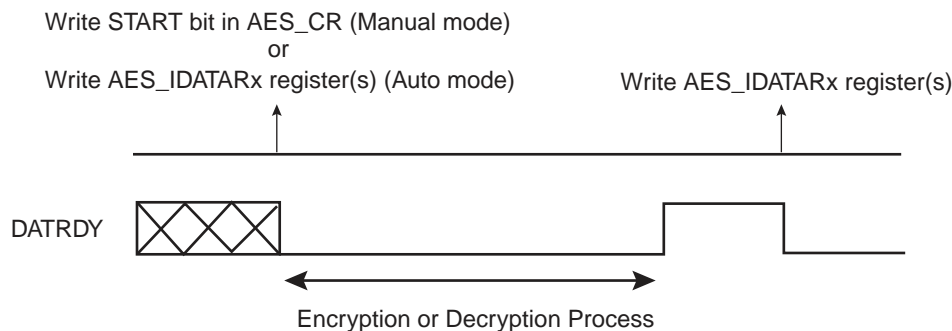 Write START bit in AES_CR (Manual mode)
or
Write AES_IDATARx register(s) (Auto mode)
Write AES_IDATARx register(s)
DATRDY
Encryption or Decryption Process